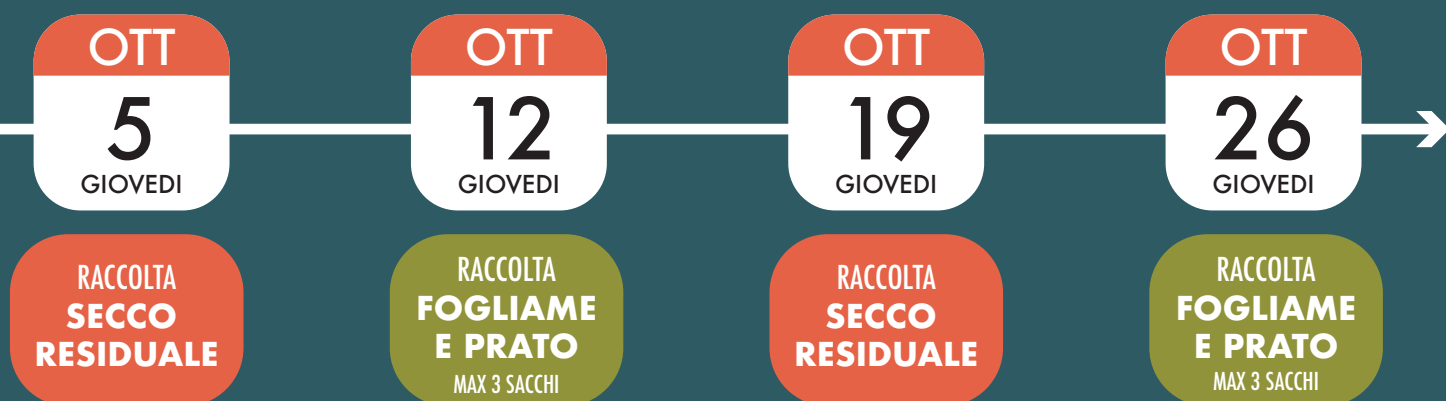 OTT
5
GIOVEDI
OTT
12
GIOVEDI
OTT
19
GIOVEDI
OTT
26
GIOVEDI
RACCOLTA
SECCO
RESIDUALE
RACCOLTA
FOGLIAME
E PRATO
MAX 3 SACCHI
RACCOLTA
SECCO
RESIDUALE
RACCOLTA
FOGLIAME
E PRATO
MAX 3 SACCHI